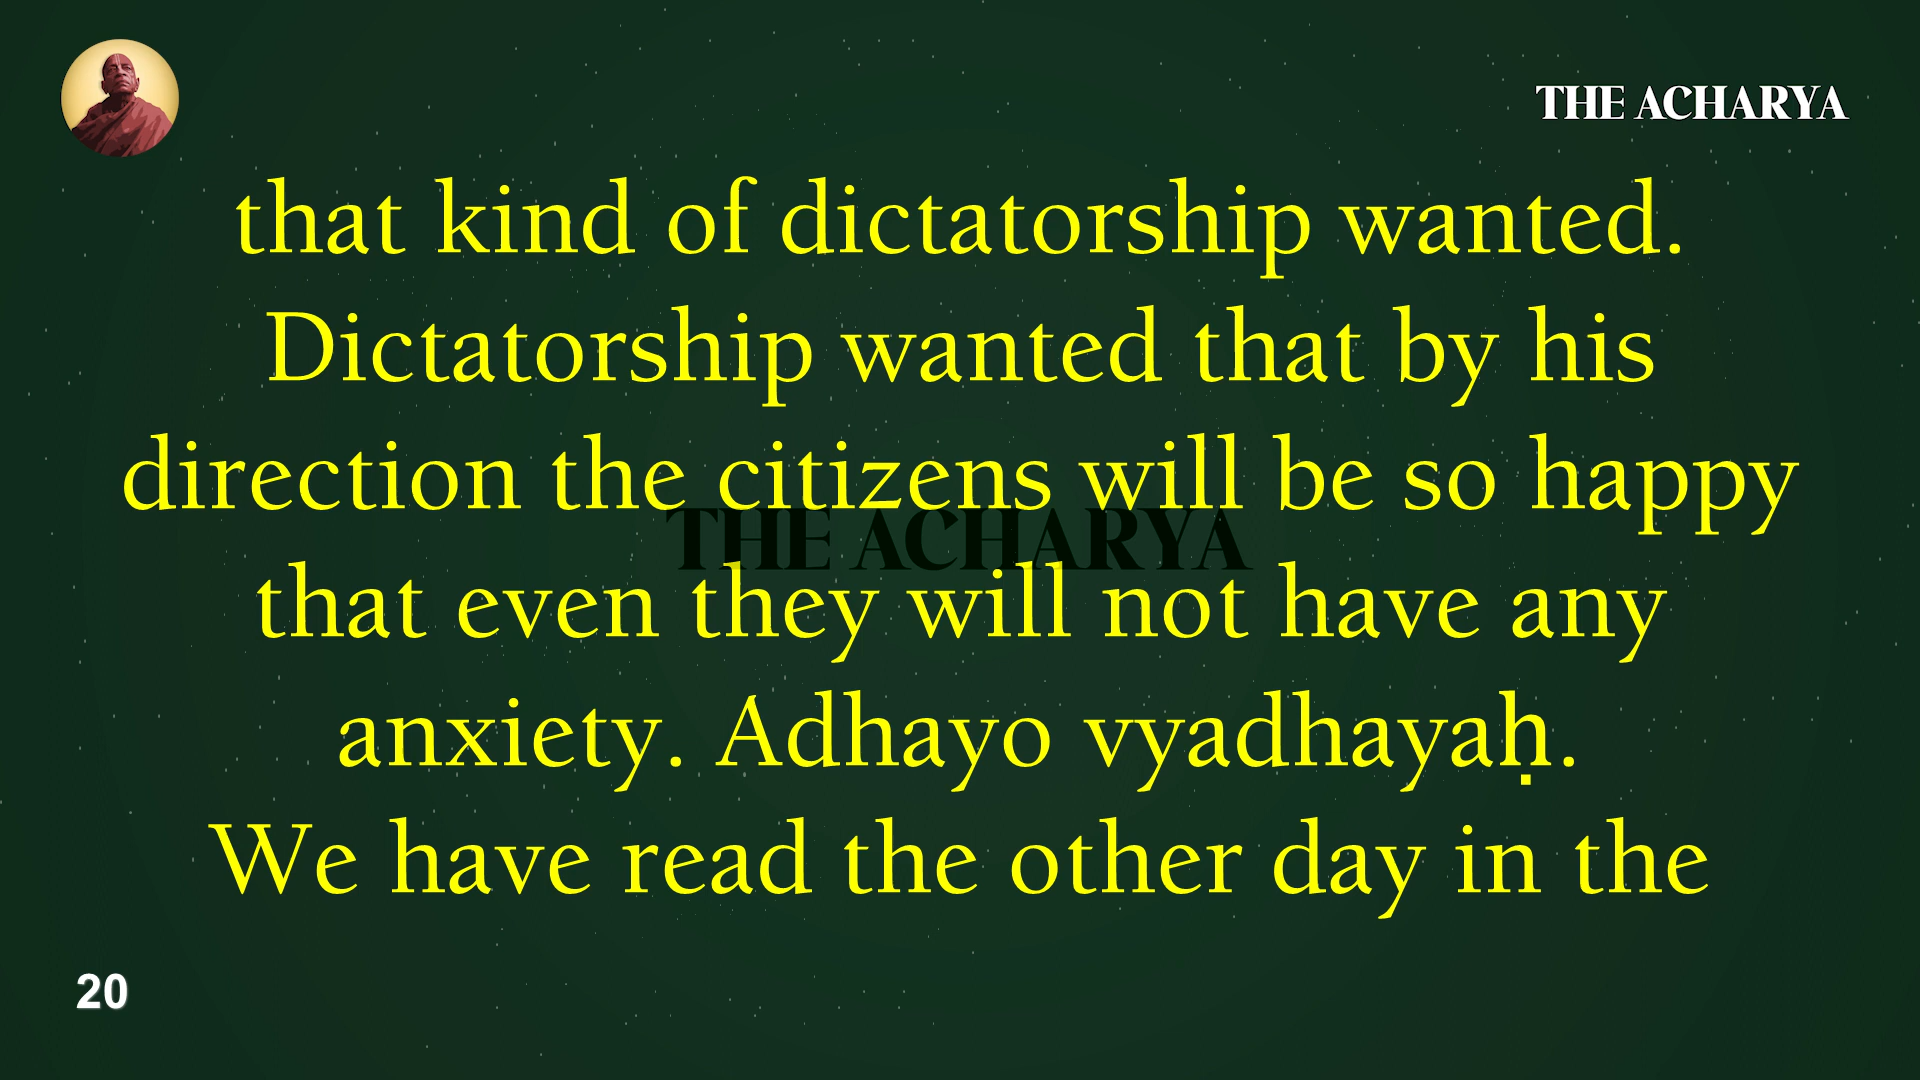 THE ACHARYA
that kind of dictatorship wanted.
Dictatorship wanted that by his
direction the citizens will be so happy
THE ACHARYA
that even they will not have any
anxiety. Adhayo vyadhayaḥ.
We have read the other day in the
20